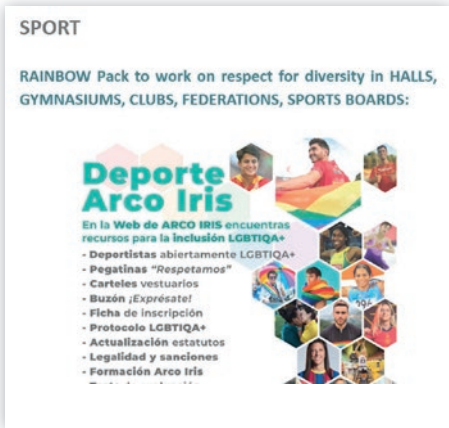 SPORT
RAINBOW Pack to work on respect for diversity in HALLS,
GYMNASIUMS, CLUBS, FEDERATIONS, SPORTS BOARDS:
Deporte
Arco Iris
En la Web de ARCO IRIS encuentras
recursos para la inclusión LGBTIQA+
- Deportistas abiertamente LGBTIQA+
- Pegatinas "Respetamos"
- Carteles vestuarios
- Buzón ¡Exprésate!
- Ficha de inscripción
- Protocolo LGBTIQA+
- Actualización estatutos
- Legalidad y sanciones
- Formación Arco Iris